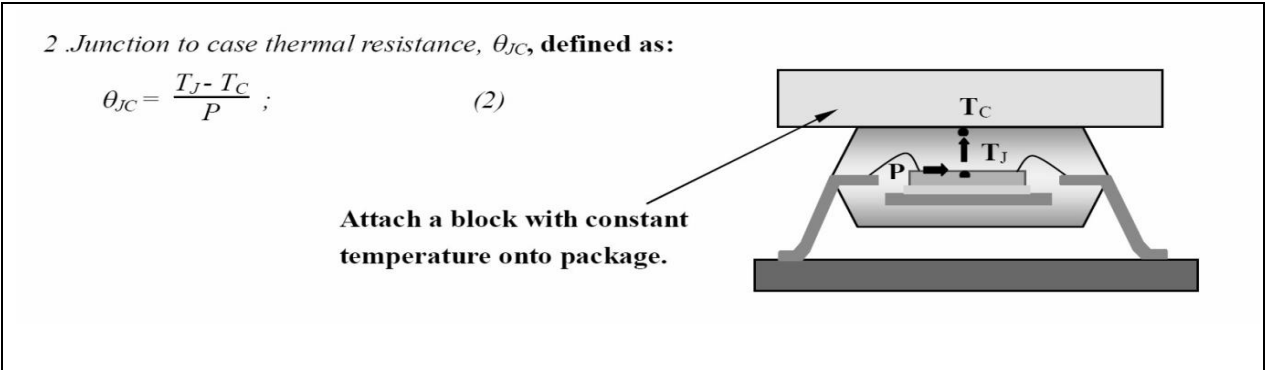 2 .Junction to case thermal resistance, θJC, defined as:
θJC = TJ - TC / P ; (2)
TC
TJ
P
Attach a block with constant
temperature onto package.